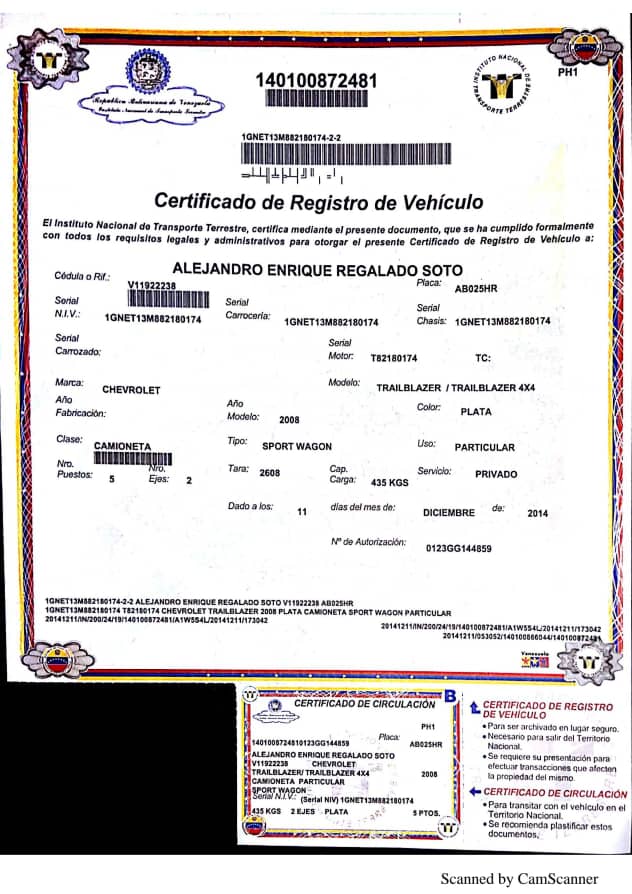 PH1
INSTITUTO NACIONAL DE TRANSPORTE TERRESTRE
República Bolivariana de Venezuela
Instituto Nacional de Transporte Terrestre
140100872481
1GNET13M882180174-2-2
Certificado de Registro de Vehículo
El Instituto Nacional de Transporte Terrestre, certifica mediante el presente documento, que se ha cumplido formalmente
con todos los requisitos legales y administrativos para otorgar el presente Certificado de Registro de Vehículo a:
ALEJANDRO ENRIQUE REGALADO SOTO
Cédula o Rif.: V11922238 Placa: AB025HR
Serial N.I.V.: 1GNET13M882180174 Serial Carrocería: 1GNET13M882180174 Serial Chasis: 1GNET13M882180174
Serial Carrozado: Serial Motor: T82180174 TC:
Marca: CHEVROLET Modelo: TRAILBLAZER / TRAILBLAZER 4X4
Año Fabricación: Año Modelo: 2008 Color: PLATA
Clase: CAMIONETA Tipo: SPORT WAGON Uso: PARTICULAR
Nro. Puestos: 5 Nro. Ejes: 2 Tara: 2608 Cap. Carga: 435 KGS Servicio: PRIVADO
Dado a los: 11 días del mes de: DICIEMBRE de: 2014
Nº de Autorización: 0123GG144859
1GNET13M882180174-2-2 ALEJANDRO ENRIQUE REGALADO SOTO V11922238 AB025HR
1GNET13M882180174 T82180174 CHEVROLET TRAILBLAZER 2008 PLATA CAMIONETA SPORT WAGON PARTICULAR
20141211/IN/200/24/19/140100872481/A1W5S4L/20141211/173042
20141211/IN/200/24/19/140100872481/A1W5S4L/20141211/173042
20141211/053052/140100866044/140100872481
Venezuela
B
CERTIFICADO DE CIRCULACIÓN
PH1
Placa:
1401008724810123GG144859 AB025HR
ALEJANDRO ENRIQUE REGALADO SOTO
V11922238 CHEVROLET
TRAILBLAZER/ TRAILBLAZER 4X4 2008
CAMIONETA PARTICULAR
SPORT WAGON
Serial N.I.V.: (Serial NIV) 1GNET13M882180174
435 KGS 2 EJES PLATA 5 PTOS.
CERTIFICADO DE REGISTRO
DE VEHÍCULO
• Para ser archivado en lugar seguro.
• Necesario para salir del Territorio
Nacional.
• Se requiere su presentación para
efectuar transacciones que afecten
la propiedad del mismo.
CERTIFICADO DE CIRCULACIÓN
• Para transitar con el vehículo en el
Territorio Nacional.
• Se recomienda plastificar estos
documentos.
Scanned by CamScanner